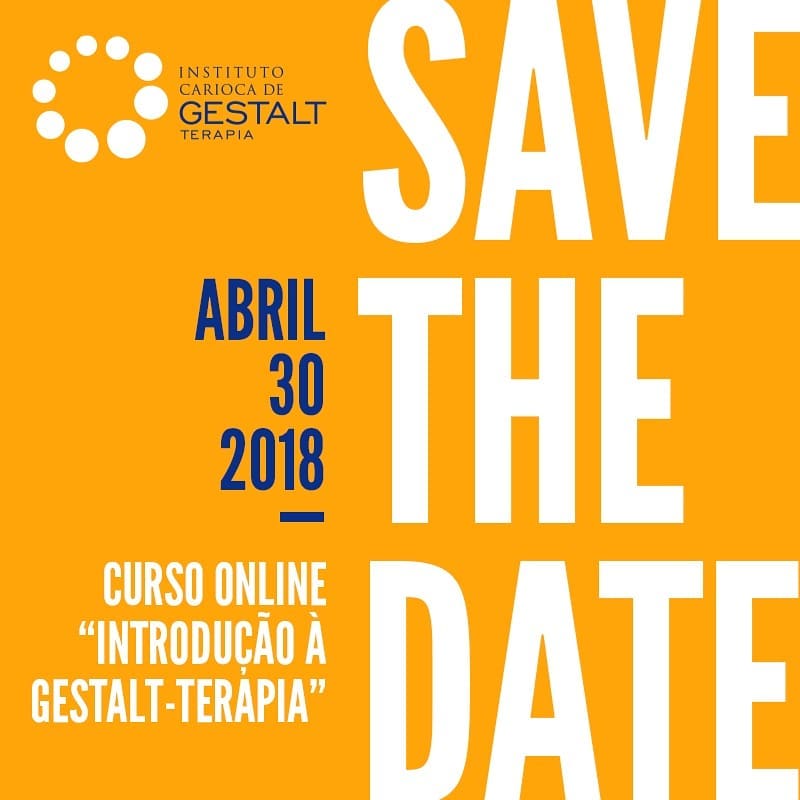 INSTITUTO
CARIOCA DE
GESTALT
TERAPIA
SAVE
THE
DATE
ABRIL
30
2018
CURSO ONLINE
“INTRODUÇÃO À
GESTALT-TERAPIA”